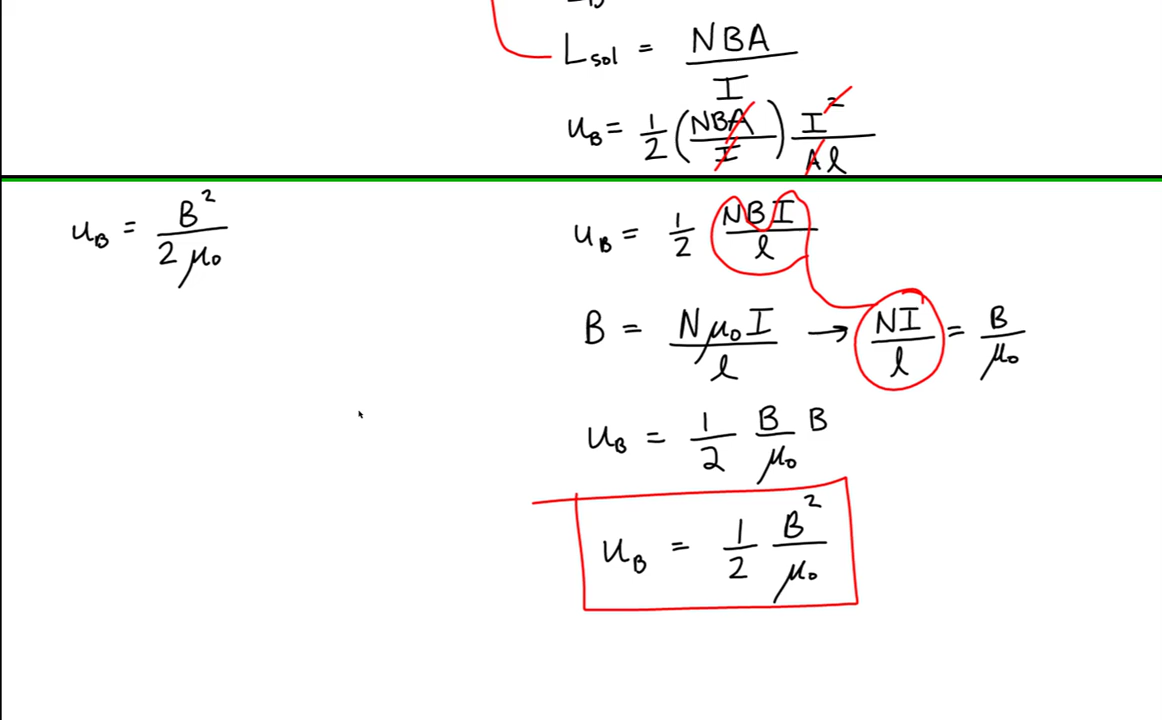 L_sol = NBA / I
u_B = 1/2 (NBA / I) I² / Aℓ
u_B = B² / 2μ₀
u_B = 1/2 NBI / ℓ
B = Nμ₀I / ℓ → NI / ℓ = B / μ₀
u_B = 1/2 B/μ₀ B
u_B = 1/2 B²/μ₀